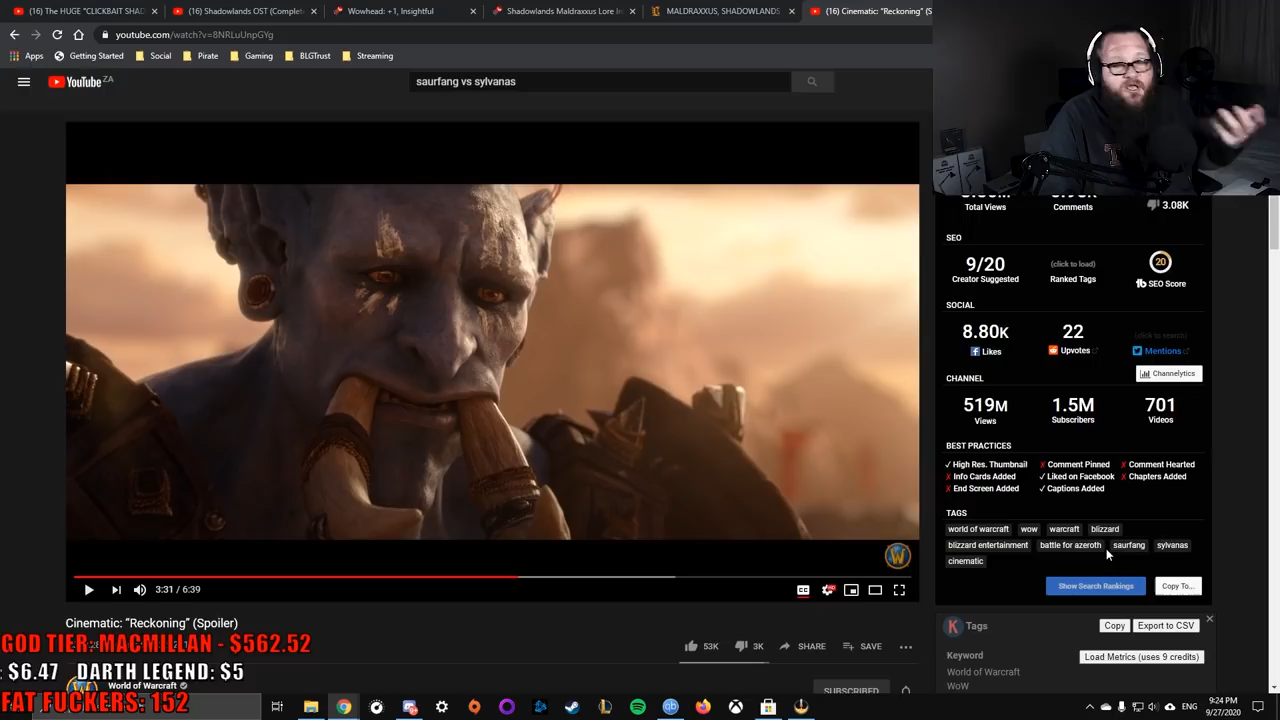 (16) The HUGE "CLICKBAIT SHAD
(16) Shadowlands OST (Complet
Wowhead: +1, Insightful
Shadowlands Maldraxxus Lore In
MALDRAXXUS, SHADOWLANDS,
(16) Cinematic: "Reckoning" (S
youtube.com/watch?v=8NRLuUnpGYg
Apps
Getting Started
Social
Pirate
Gaming
BLGTrust
Streaming
YouTube ZA
saurfang vs sylvanas
Total Views
Comments
3.08K
SEO
9/20
Creator Suggested
(click to load)
Ranked Tags
20
tb SEO Score
SOCIAL
8.80K
Likes
22
Upvotes
(click to search)
Mentions
CHANNEL
Channelytics
519M
Views
1.5M
Subscribers
701
Videos
BEST PRACTICES
✓ High Res. Thumbnail ✗ Comment Pinned ✗ Comment Hearted
✗ Info Cards Added ✓ Liked on Facebook ✗ Chapters Added
✗ End Screen Added ✓ Captions Added
TAGS
world of warcraft wow warcraft blizzard
blizzard entertainment battle for azeroth saurfang sylvanas
cinematic
Show Search Rankings
Copy To...
W
3:31 / 6:39
CC
HD
Cinematic: "Reckoning" (Spoiler)
53K
3K
SHARE
SAVE
GOD TIER: MACMILLAN - $562.52
: $6.47 DARTH LEGEND: $5
World of Warcraft
SUBSCRIBED
FAT FUCKERS: 152
K Tags
Copy
Export to CSV
Keyword
Load Metrics (uses 9 credits)
World of Warcraft
WoW
ENG
9:24 PM
9/27/2020